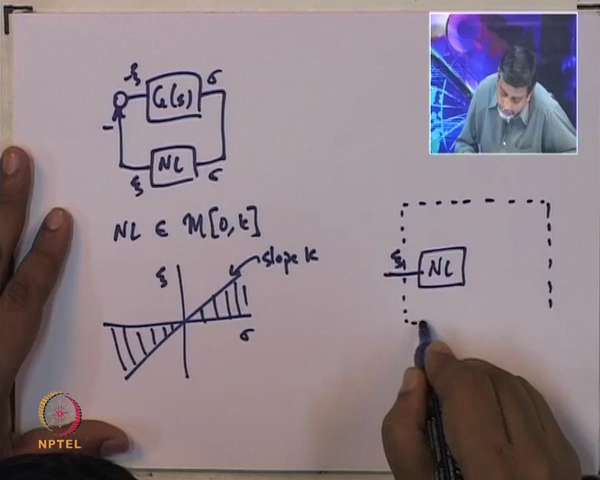 ξ G(s) σ
-
ξ NL σ
NL ∈ M[0,k]
ξ slope k
σ
ξ₁ NL
NPTEL